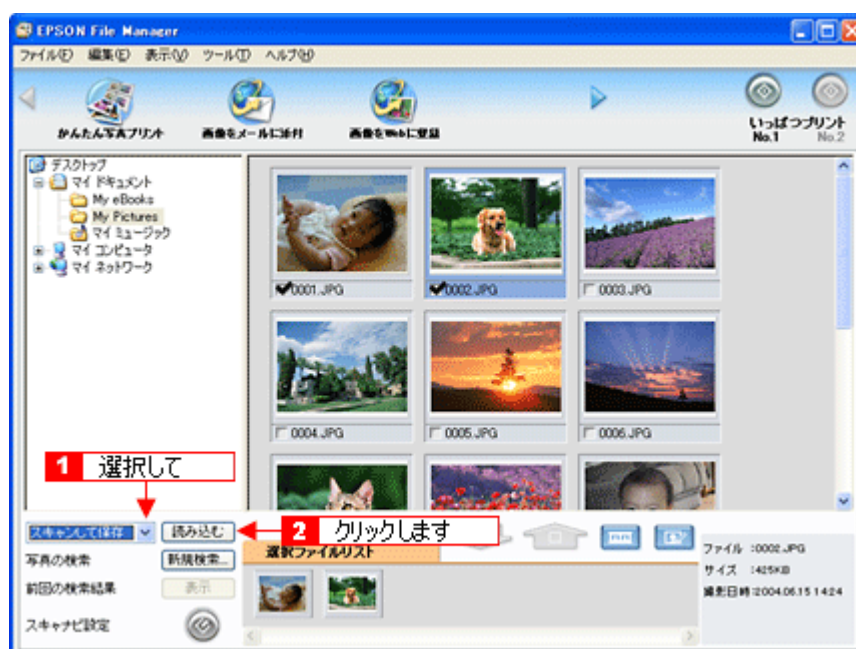 EPSON File Manager
ファイル(F) 編集(E) 表示(V) ツール(T) ヘルプ(H)
かんたん写真プリント 画像をメールに添付 画像をWebに登録 いっぱつプリント
No.1 No.2
デスクトップ
マイ ドキュメント
My eBooks
My Pictures
マイ ミュージック
マイ コンピュータ
マイ ネットワーク
0001.JPG 0002.JPG 0003.JPG
0004.JPG 0005.JPG 0006.JPG
1 選択して
スキャンして保存 読み込む 2 クリックします
写真の検索 新規検索...
前回の検索結果 表示
スキャナビ設定
選択ファイルリスト
ファイル :0002.JPG
サイズ :425KB
撮影日時:2004.06.15 14:24